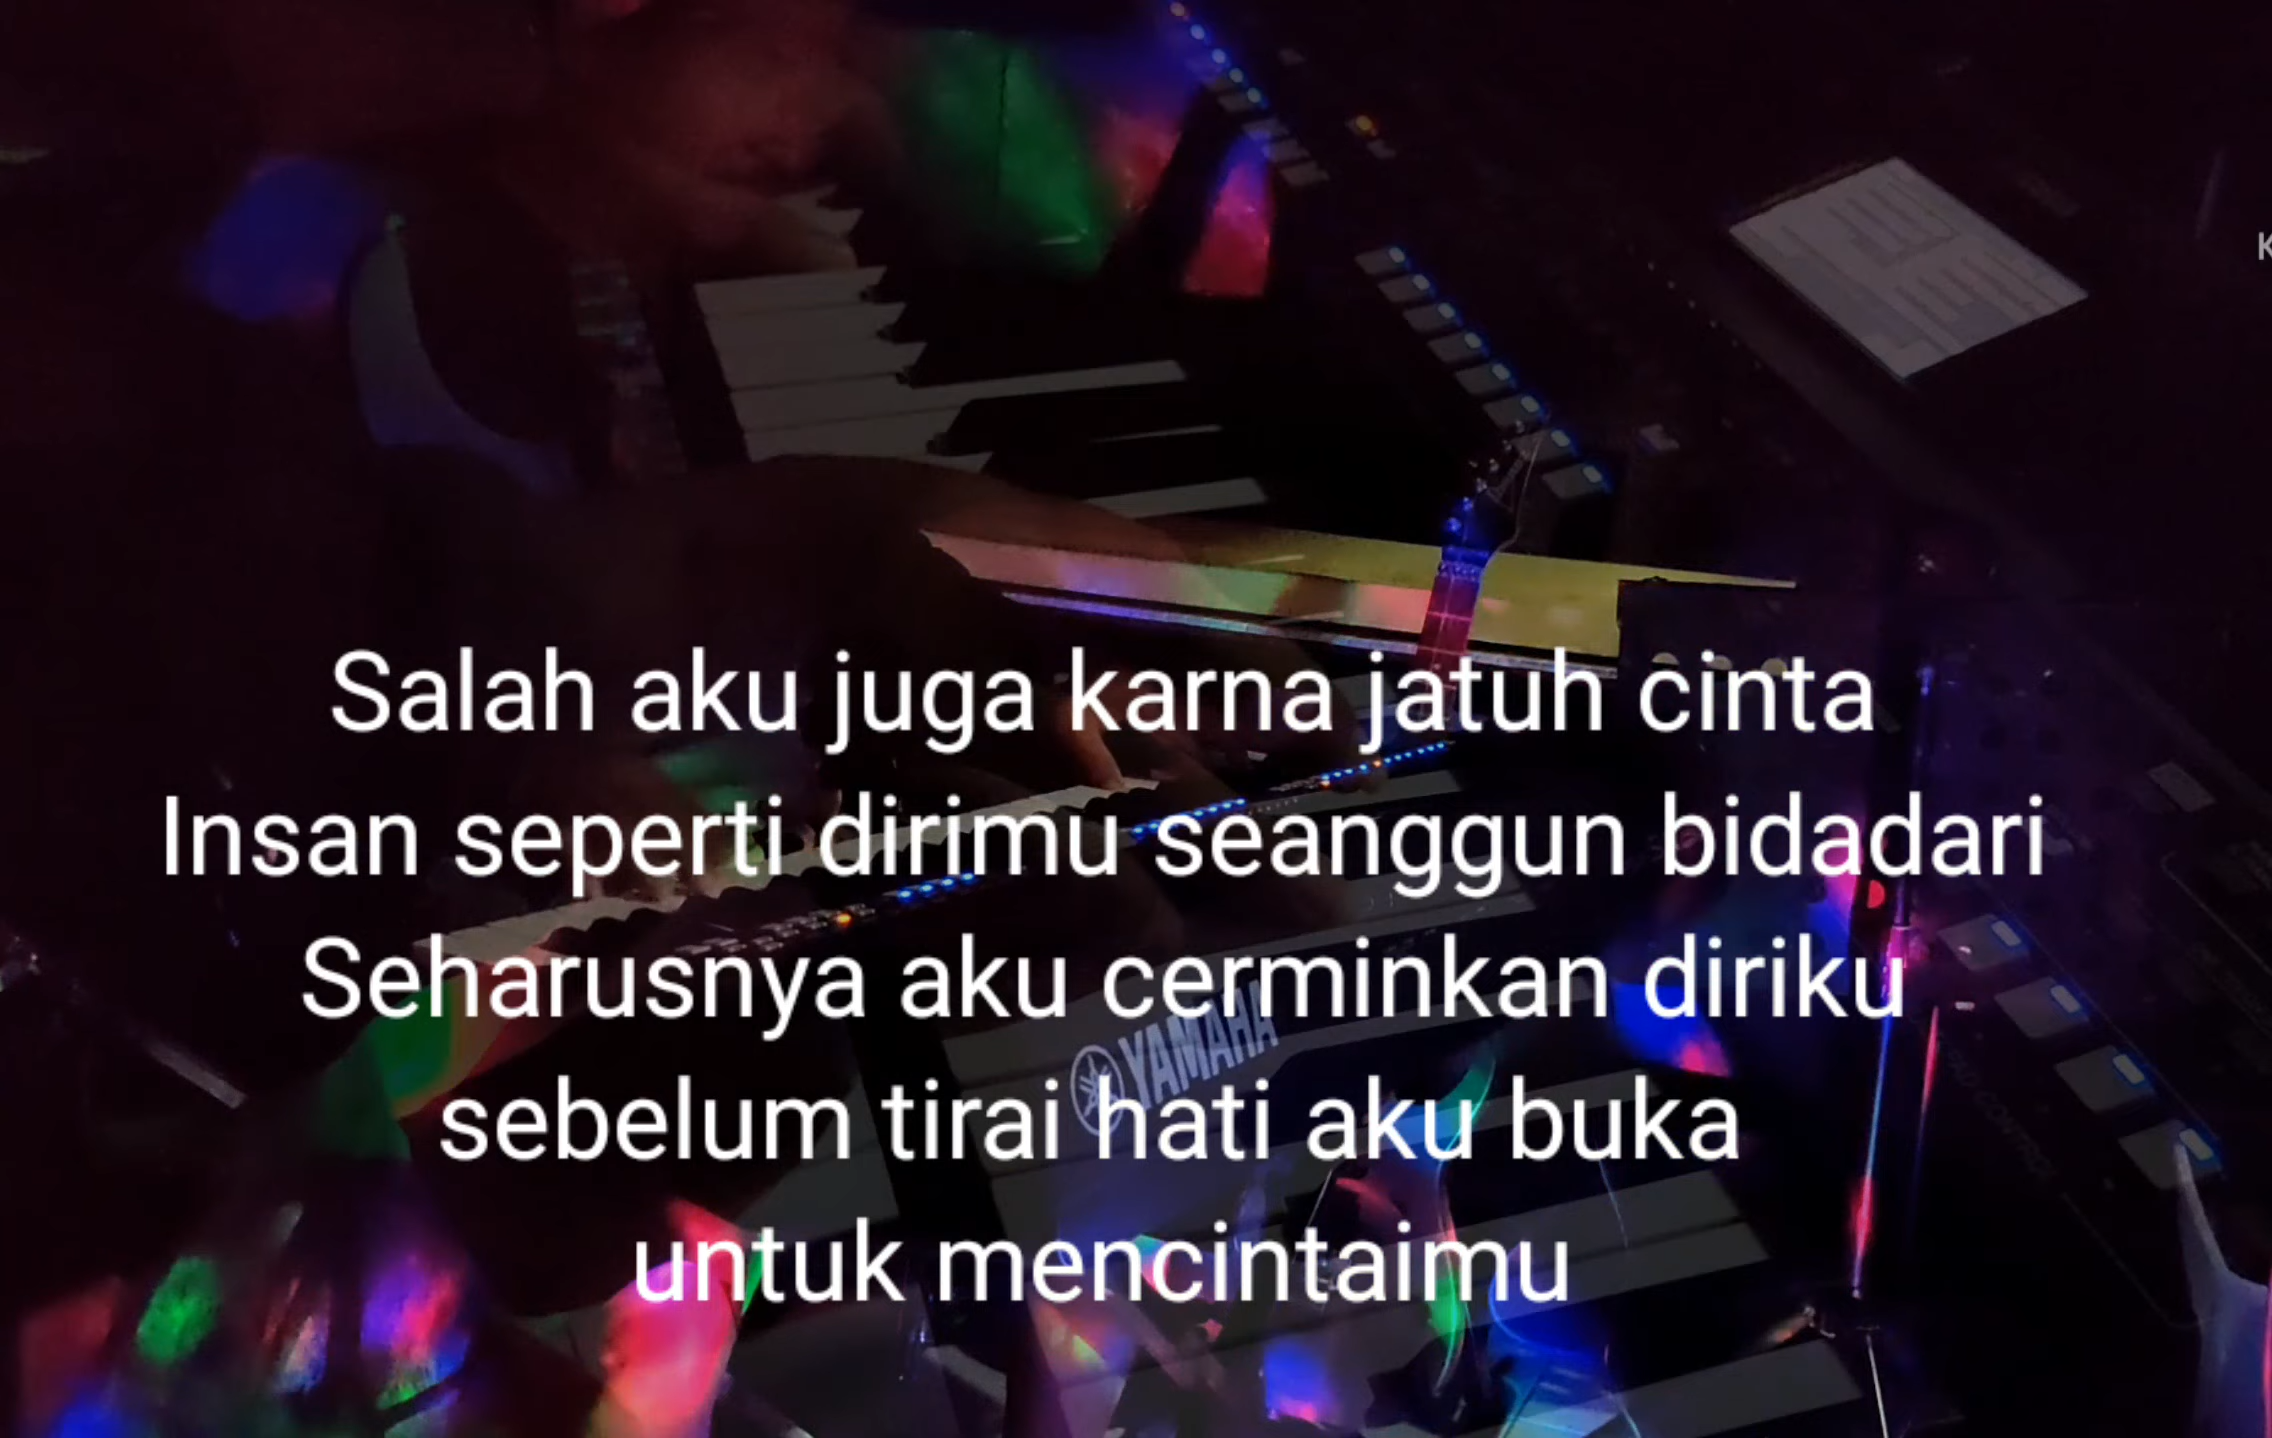 Salah aku juga karna jatuh cinta
Insan seperti dirimu seanggun bidadari
Seharusnya aku cerminkan diriku
sebelum tirai hati aku buka
untuk mencintaimu
YAMAHA